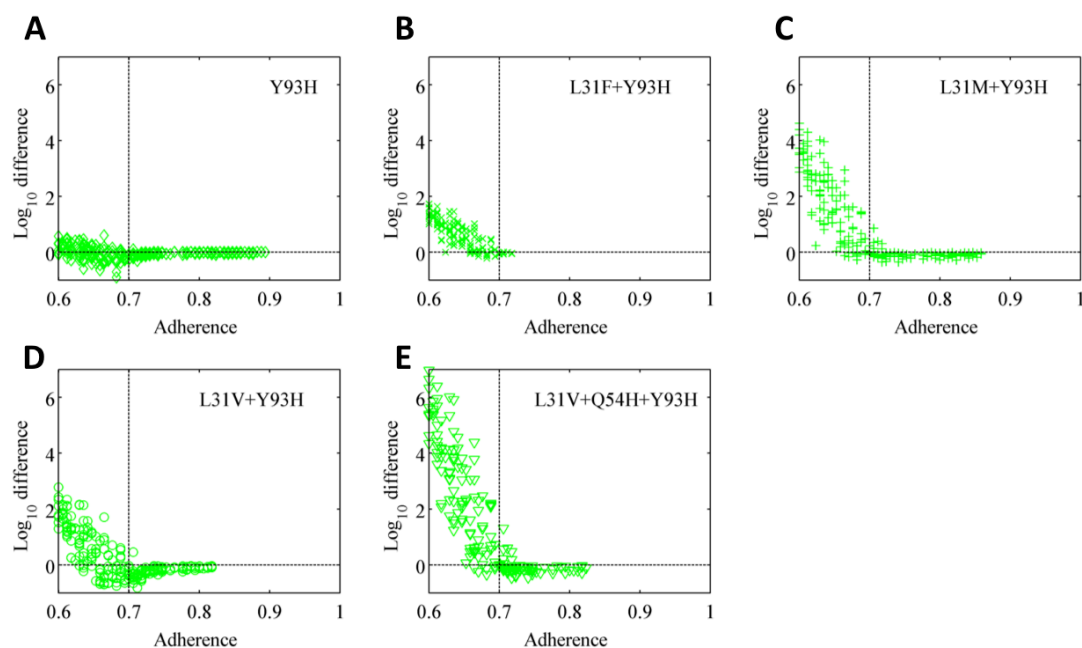 A
B
C
Y93H
L31F+Y93H
L31M+Y93H
6
4
2
0
Log10 difference
0.6 0.7 0.8 0.9 1
Adherence
6
4
2
0
Log10 difference
0.6 0.7 0.8 0.9 1
Adherence
6
4
2
0
Log10 difference
0.6 0.7 0.8 0.9 1
Adherence
D
E
L31V+Y93H
L31V+Q54H+Y93H
6
4
2
0
Log10 difference
0.6 0.7 0.8 0.9 1
Adherence
6
4
2
0
Log10 difference
0.6 0.7 0.8 0.9 1
Adherence